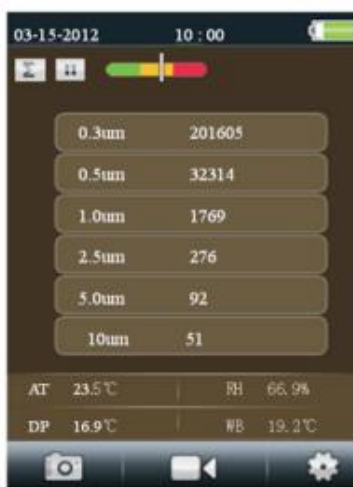 03-15-2012 10 : 00
Σ
0.3um 201605
0.5um 32314
1.0um 1769
2.5um 276
5.0um 92
10um 51
AT 23.5℃ RH 66.9%
DP 16.9℃ WB 19.2℃